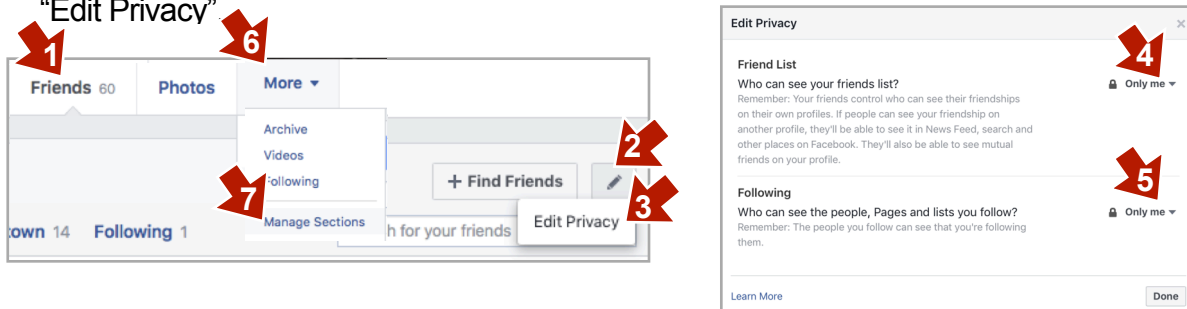 "Edit Privacy".
1
6
Friends 60 Photos More
Archive
Videos
Following
2
+ Find Friends
7
3
Manage Sections
Edit Privacy
own 14 Following 1
h for your friends
Edit Privacy
×
4
Friend List
Who can see your friends list?
Only me
Remember: Your friends control who can see their friendships
on their own profiles. If people can see your friendship on
another profile, they'll be able to see it in News Feed, search and
other places on Facebook. They'll also be able to see mutual
friends on your profile.
5
Following
Who can see the people, Pages and lists you follow?
Only me
Remember: The people you follow can see that you're following
them.
Learn More
Done